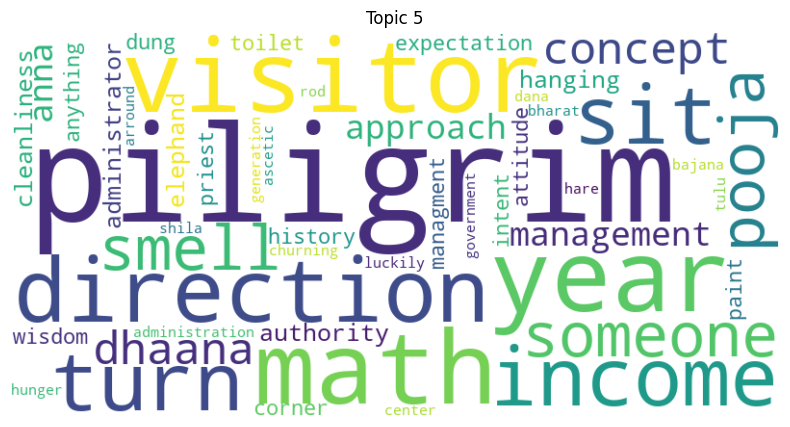 Topic 5
piligrim
visitor
direction
math
year
turn
income
sit
pooja
smell
someone
concept
dhaana
anna
approach
management
administrator
cleanliness
anything
dung
toilet
expectation
hanging
elephand
priest
attitude
authority
history
intent
managment
wisdom
corner
paint
arround
rod
generation
ascetic
dana
bharat
hare
bajana
tulu
government
shila
churning
luckily
administration
hunger
center